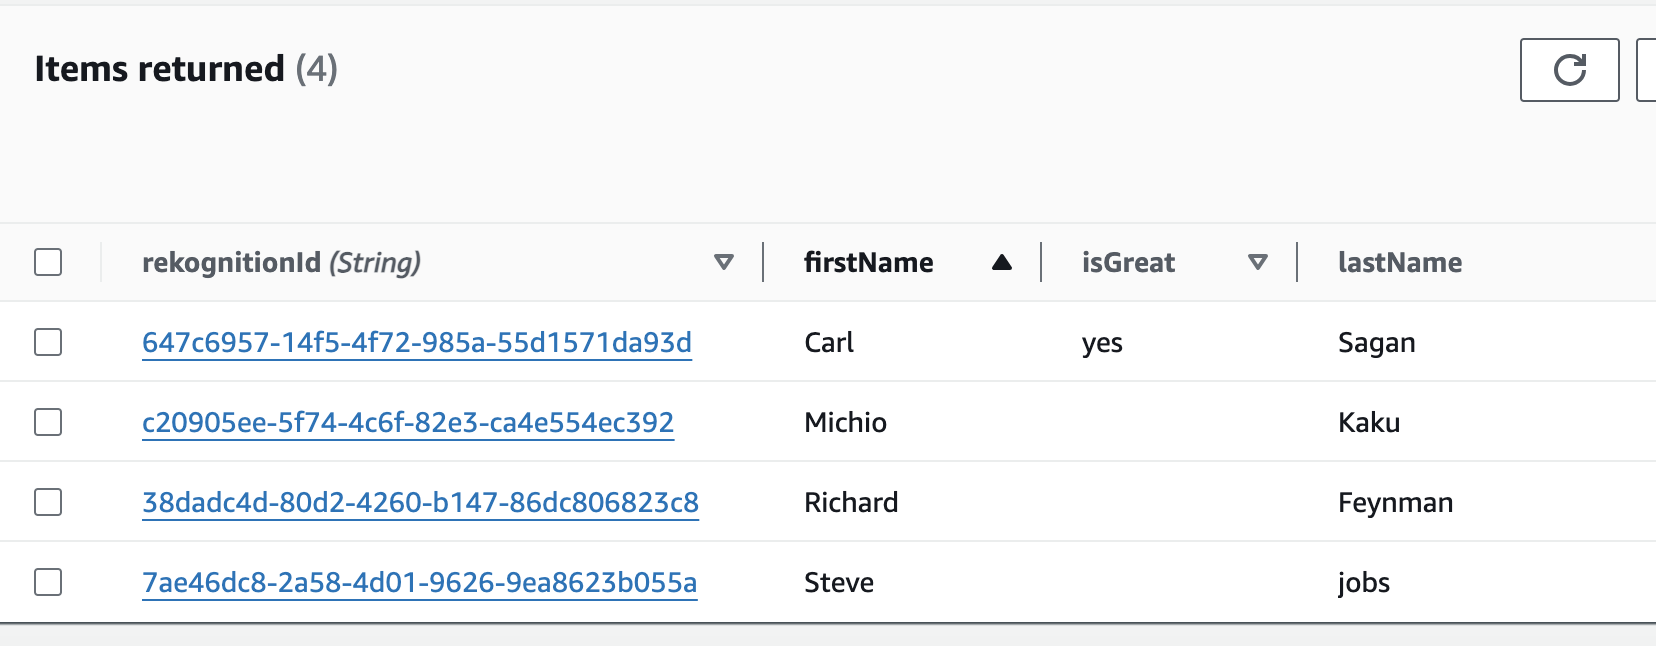 Items returned (4)
rekognitionId (String) firstName isGreat lastName
647c6957-14f5-4f72-985a-55d1571da93d Carl yes Sagan
c20905ee-5f74-4c6f-82e3-ca4e554ec392 Michio Kaku
38dadc4d-80d2-4260-b147-86dc806823c8 Richard Feynman
7ae46dc8-2a58-4d01-9626-9ea8623b055a Steve jobs